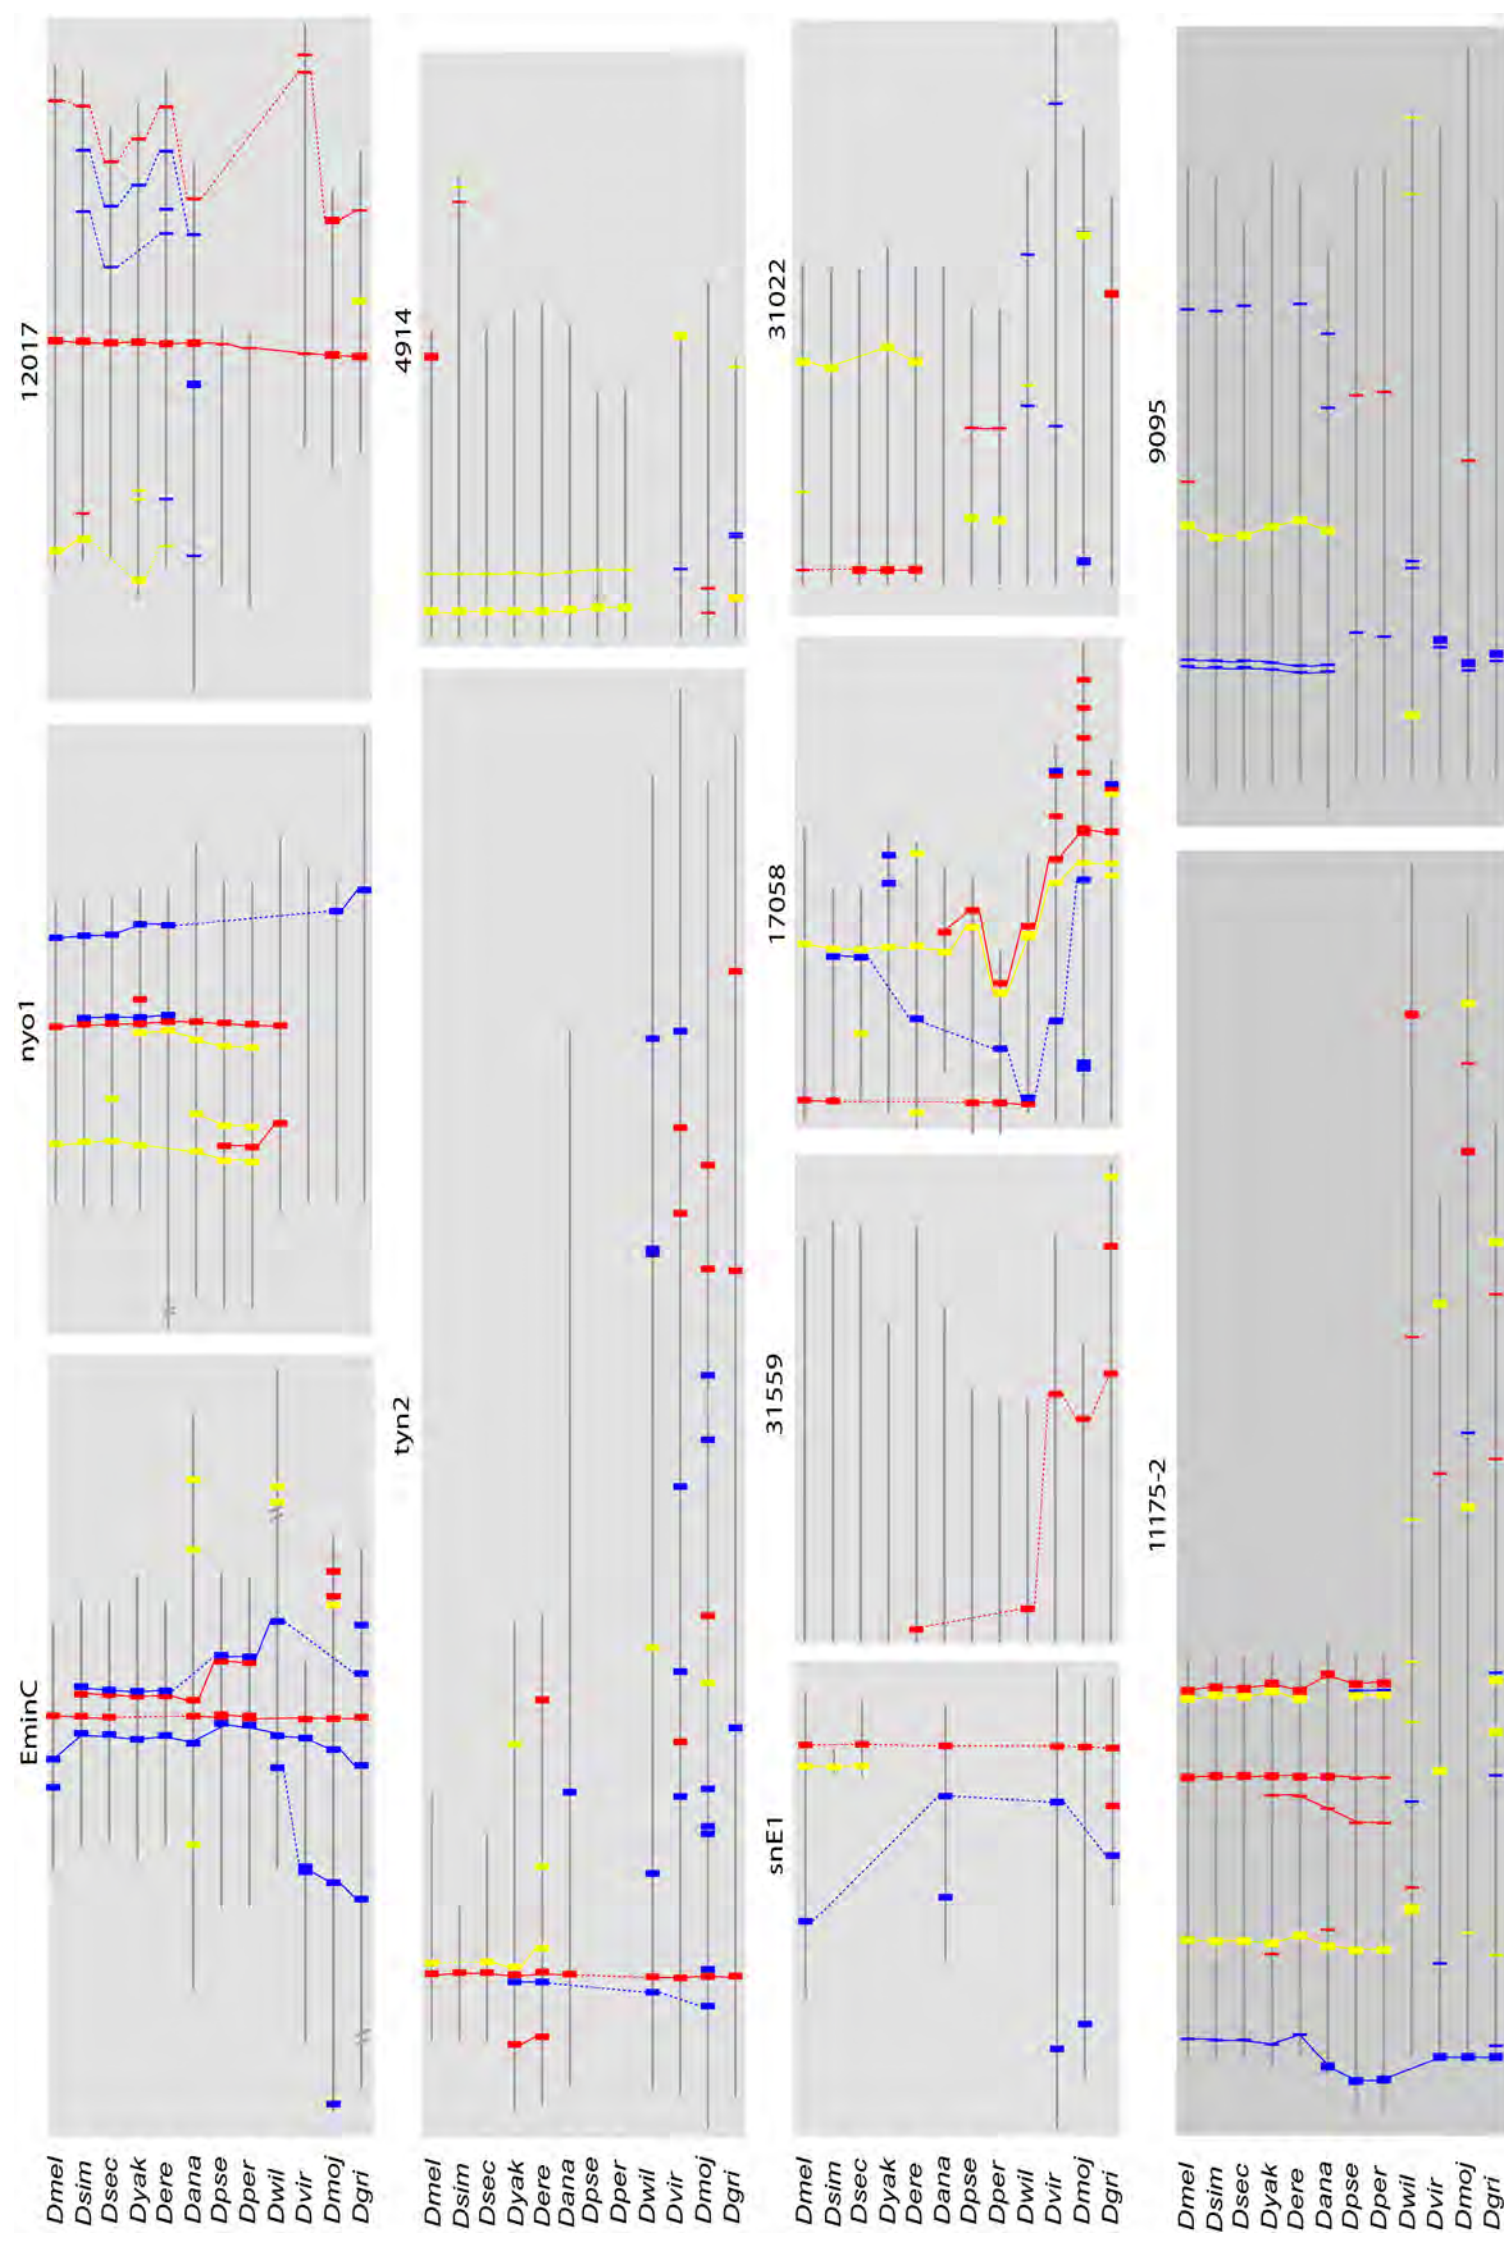 EminC
nyo1
12017
Dmel
Dsim
Dsec
Dyak
Dere
Dana
Dpse
Dper
Dwil
Dvir
Dmoj
Dgri
tyn2
4914
Dmel
Dsim
Dsec
Dyak
Dere
Dana
Dpse
Dper
Dwil
Dvir
Dmoj
Dgri
snE1
31559
17058
31022
Dmel
Dsim
Dsec
Dyak
Dere
Dana
Dpse
Dper
Dwil
Dvir
Dmoj
Dgri
11175-2
9095
Dmel
Dsim
Dsec
Dyak
Dere
Dana
Dpse
Dper
Dwil
Dvir
Dmoj
Dgri